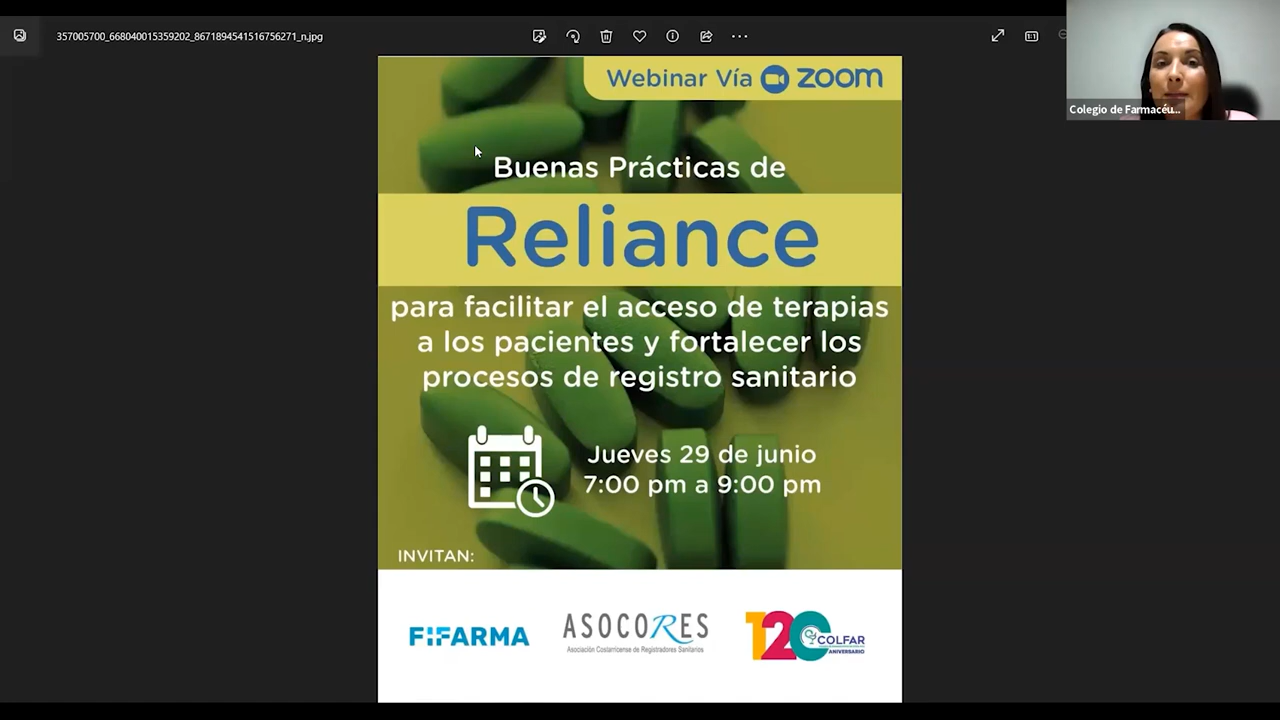 357005700_668040015359202_8671894541516756271_n.jpg
Colegio de Farmacéu...
Webinar Vía zoom
Buenas Prácticas de
Reliance
para facilitar el acceso de terapias
a los pacientes y fortalecer los
procesos de registro sanitario
Jueves 29 de junio
7:00 pm a 9:00 pm
INVITAN:
FIFARMA
ASOCORES
Asociación Costarricense de Registradores Sanitarios
120
COLFAR
ANIVERSARIO